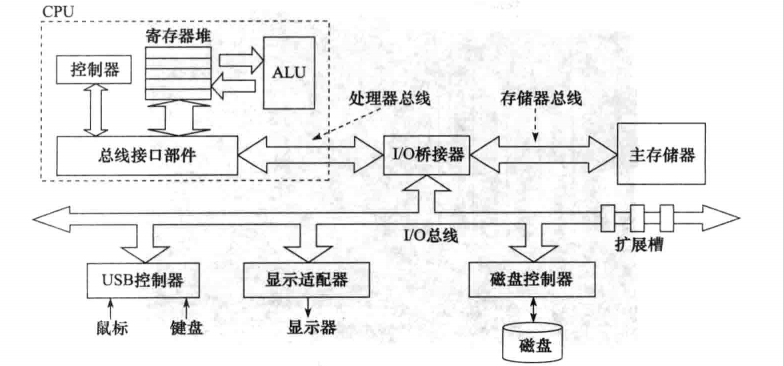 CPU
寄存器堆
控制器
ALU
处理器总线
存储器总线
总线接口部件
I/O桥接器
主存储器
I/O总线
扩展槽
USB控制器
显示适配器
磁盘控制器
鼠标
键盘
显示器
磁盘